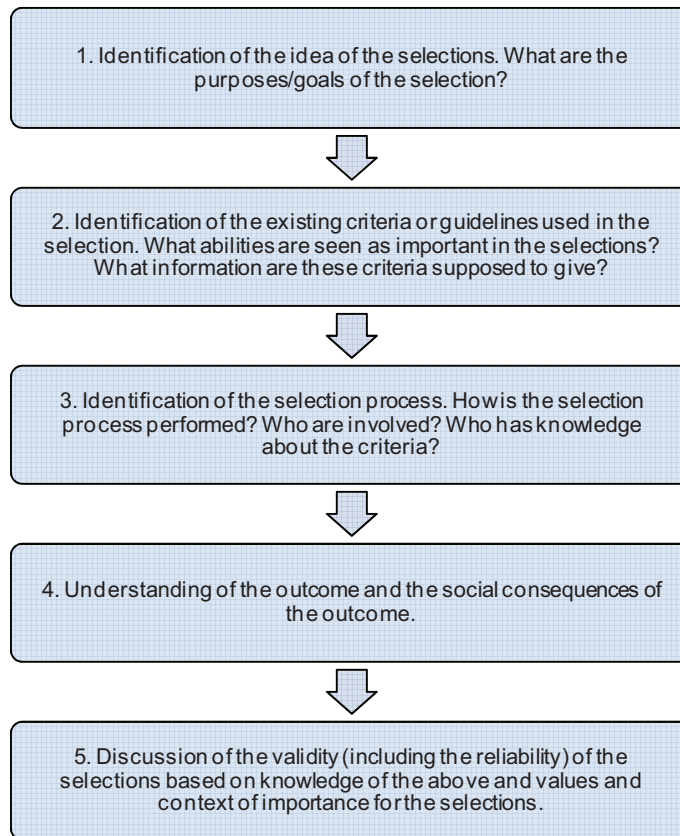 1. Identification of the idea of the selections. What are the
purposes/goals of the selection?
2. Identification of the existing criteria or guidelines used in the
selection. What abilities are seen as important in the selections?
What information are these criteria supposed to give?
3. Identification of the selection process. How is the selection
process performed? Who are involved? Who has knowledge
about the criteria?
4. Understanding of the outcome and the social consequences of
the outcome.
5. Discussion of the validity (including the reliability) of the
selections based on knowledge of the above and values and
context of importance for the selections.